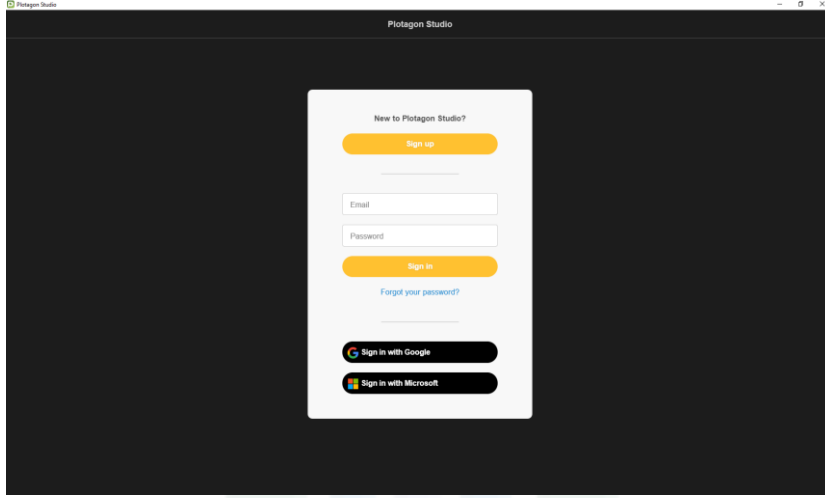 Plotagon Studio
Plotagon Studio
New to Plotagon Studio?
Sign up
Email
Password
Sign in
Forgot your password?
Sign in with Google
Sign in with Microsoft